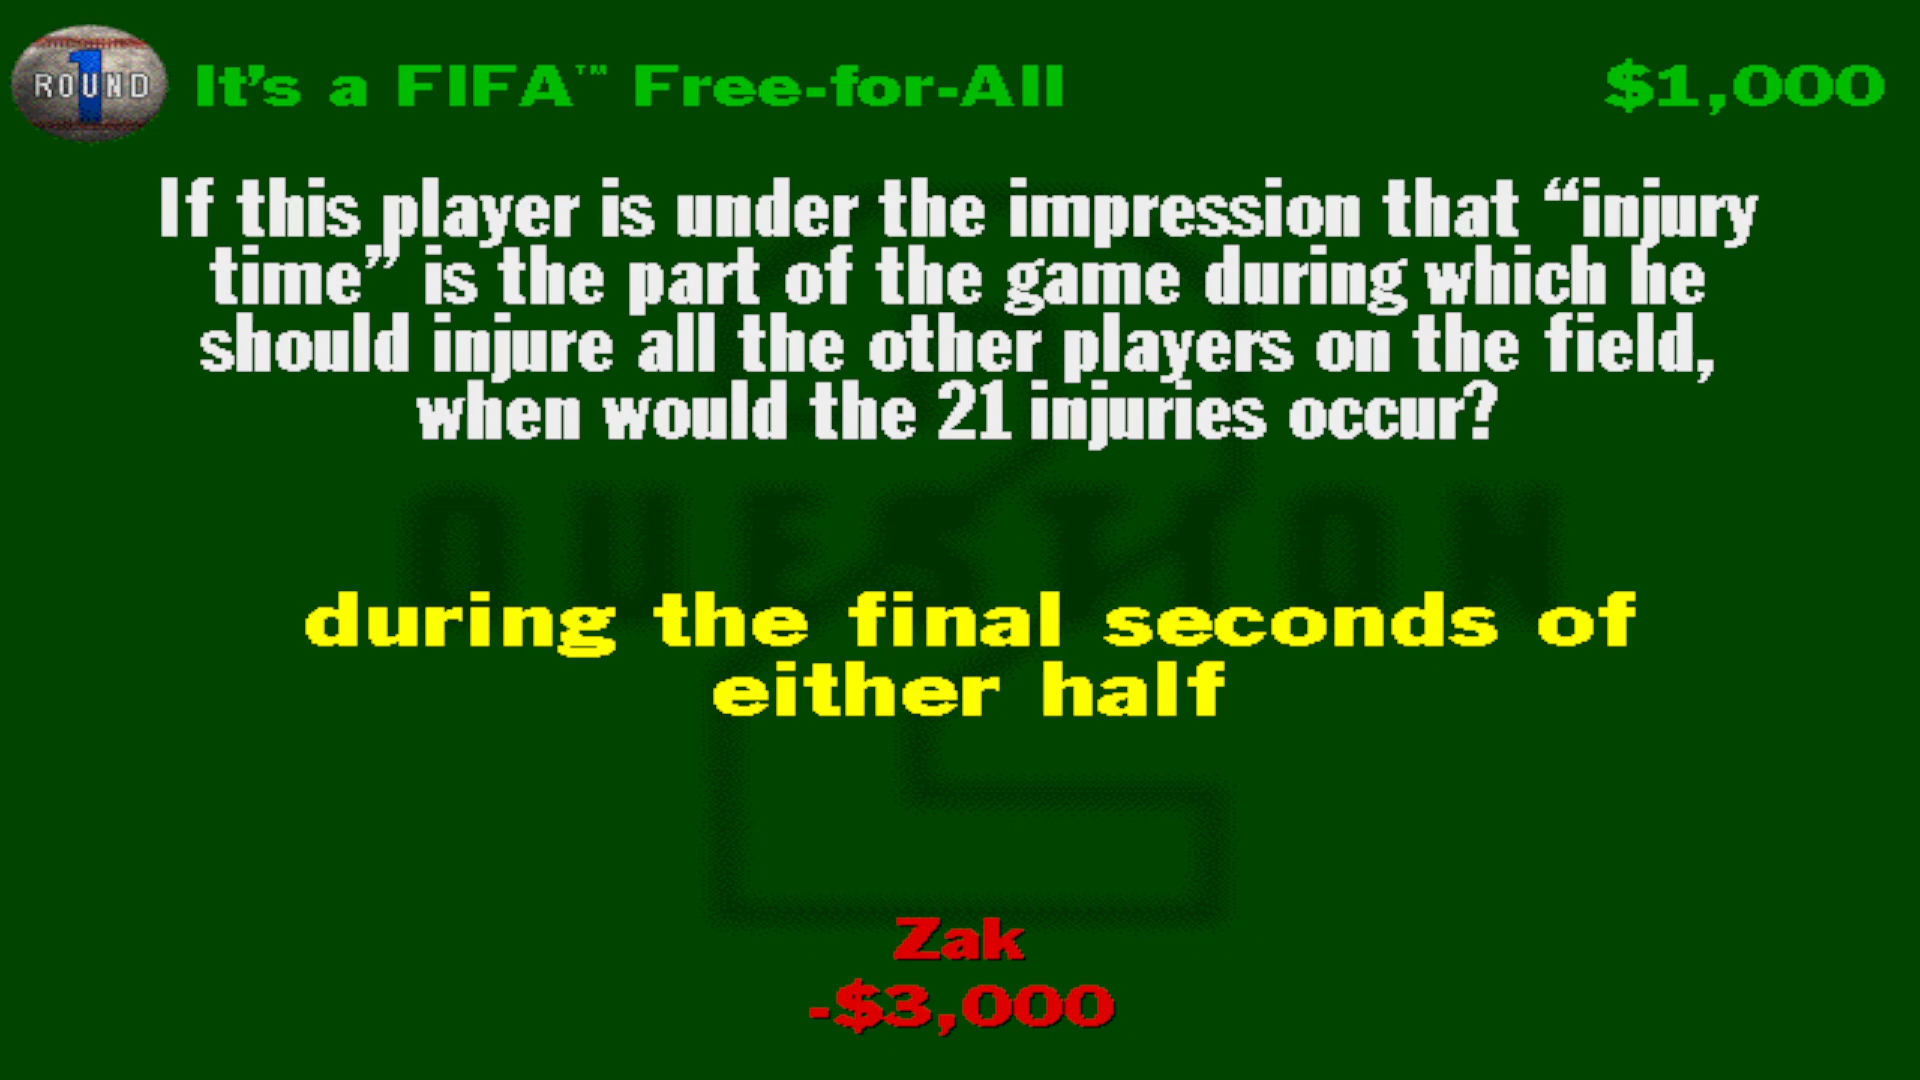 ROUND 1
It's a FIFA™ Free-for-All
$1,000
If this player is under the impression that “injury
time” is the part of the game during which he
should injure all the other players on the field,
when would the 21 injuries occur?
QUESTION
during the final seconds of
either half
Zak
-$3,000